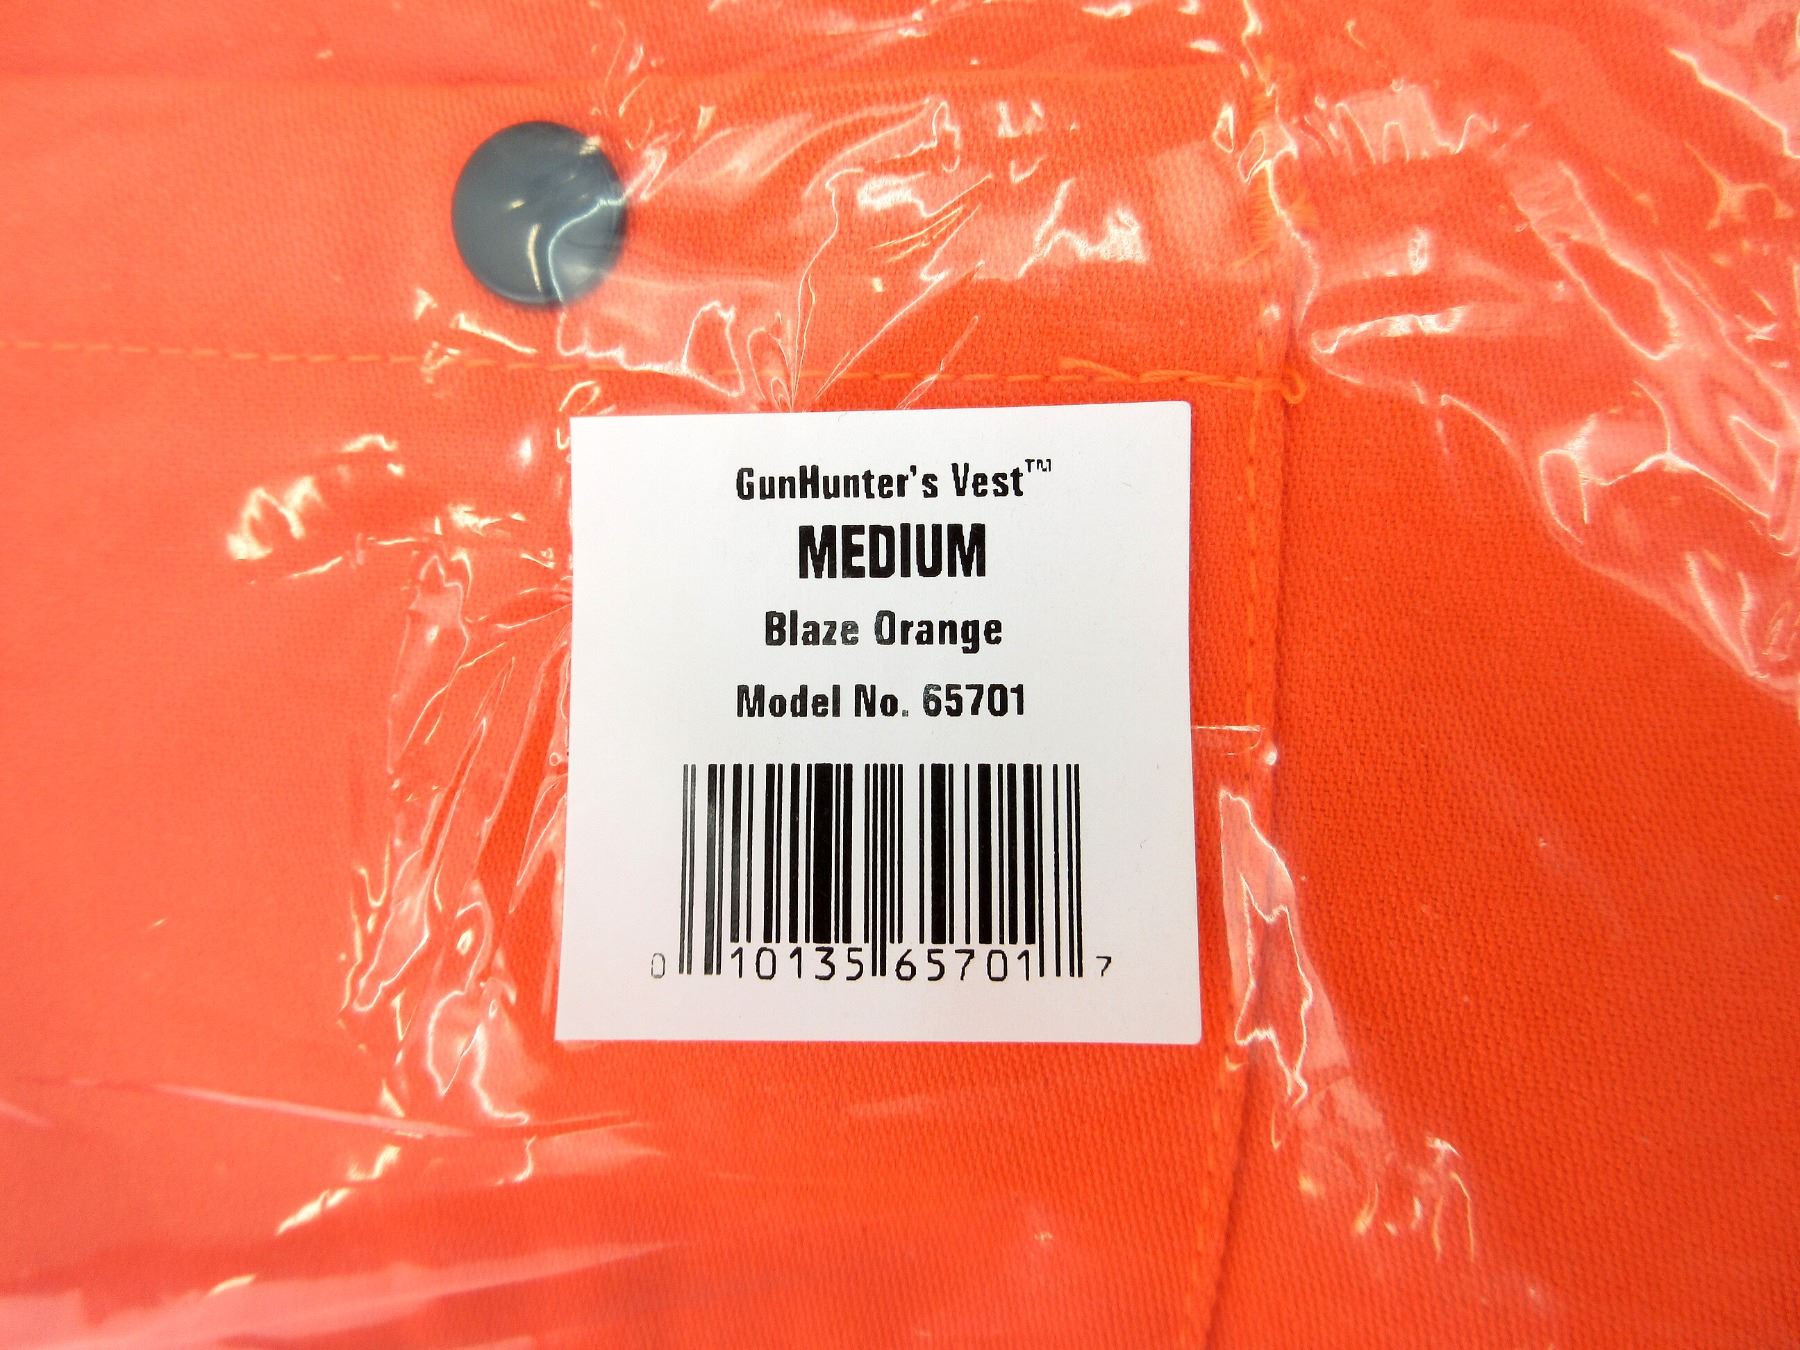 GunHunter's Vest™
MEDIUM
Blaze Orange
Model No. 65701
0 10135 65701 7